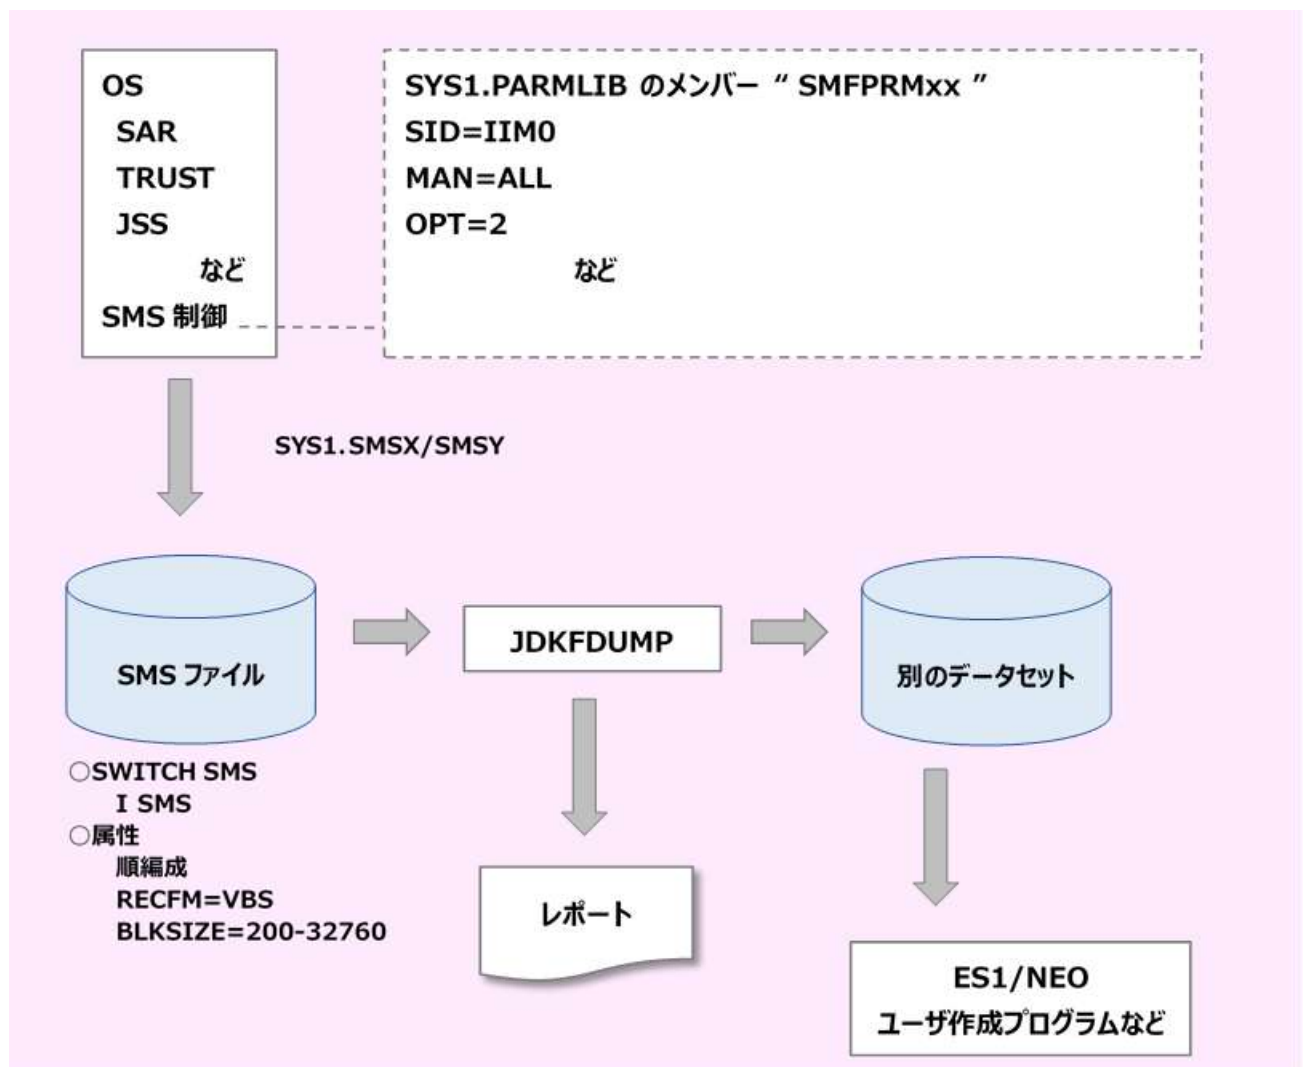 OS
SAR
TRUST
JSS
など
SMS 制御
SYS1.PARMLIB のメンバー “ SMFPRMxx ”
SID=IIM0
MAN=ALL
OPT=2
など
SYS1.SMSX/SMSY
SMS ファイル
JDKFDUMP
別のデータセット
○SWITCH SMS
I SMS
○属性
順編成
RECFM=VBS
BLKSIZE=200-32760
レポート
ES1/NEO
ユーザ作成プログラムなど